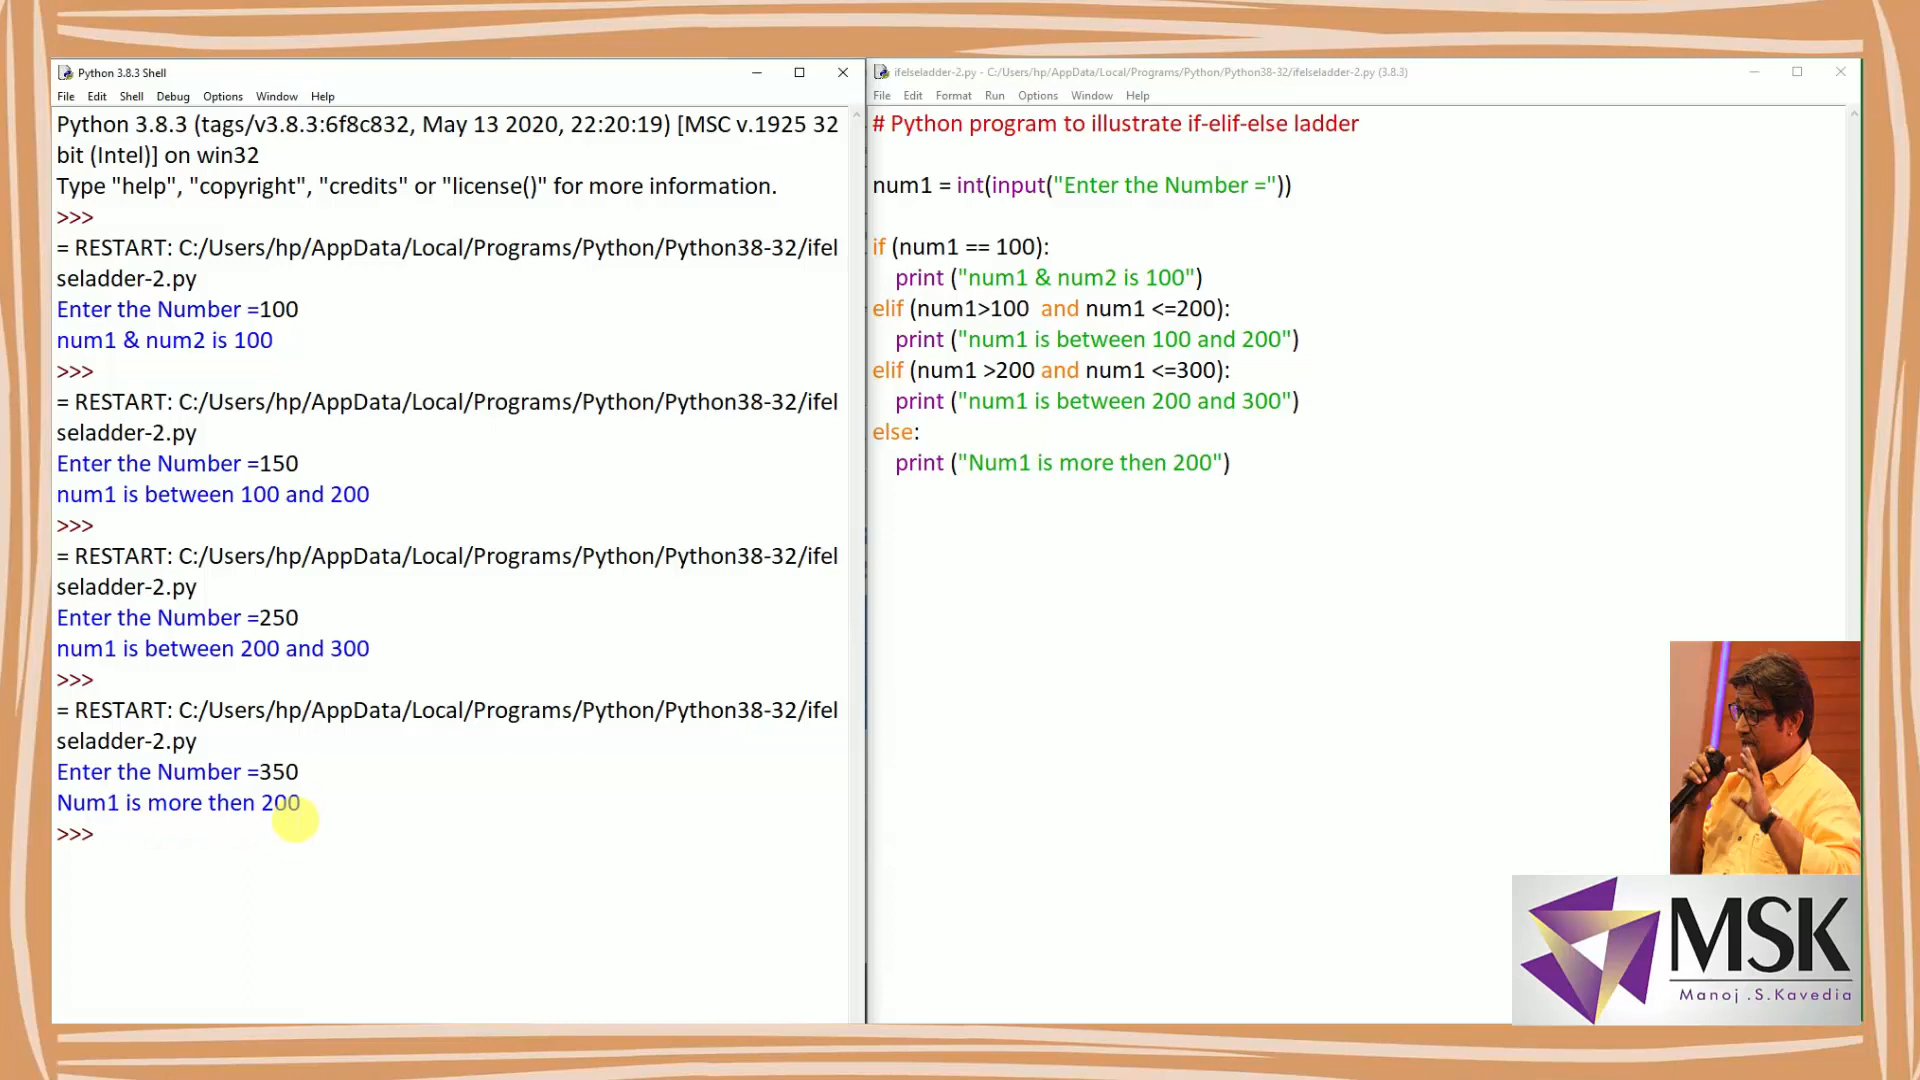 Python 3.8.3 Shell
File Edit Shell Debug Options Window Help
Python 3.8.3 (tags/v3.8.3:6f8c832, May 13 2020, 22:20:19) [MSC v.1925 32
bit (Intel)] on win32
Type "help", "copyright", "credits" or "license()" for more information.
>>>
= RESTART: C:/Users/hp/AppData/Local/Programs/Python/Python38-32/ifel
seladder-2.py
Enter the Number =100
num1 & num2 is 100
>>>
= RESTART: C:/Users/hp/AppData/Local/Programs/Python/Python38-32/ifel
seladder-2.py
Enter the Number =150
num1 is between 100 and 200
>>>
= RESTART: C:/Users/hp/AppData/Local/Programs/Python/Python38-32/ifel
seladder-2.py
Enter the Number =250
num1 is between 200 and 300
>>>
= RESTART: C:/Users/hp/AppData/Local/Programs/Python/Python38-32/ifel
seladder-2.py
Enter the Number =350
Num1 is more then 200
>>>
ifelseladder-2.py - C:/Users/hp/AppData/Local/Programs/Python/Python38-32/ifelseladder-2.py (3.8.3)
File Edit Format Run Options Window Help
# Python program to illustrate if-elif-else ladder
num1 = int(input("Enter the Number ="))
if (num1 == 100):
    print ("num1 & num2 is 100")
elif (num1>100  and num1 <=200):
    print ("num1 is between 100 and 200")
elif (num1 >200 and num1 <=300):
    print ("num1 is between 200 and 300")
else:
    print ("Num1 is more then 200")
MSK
Manoj .S.Kavedia